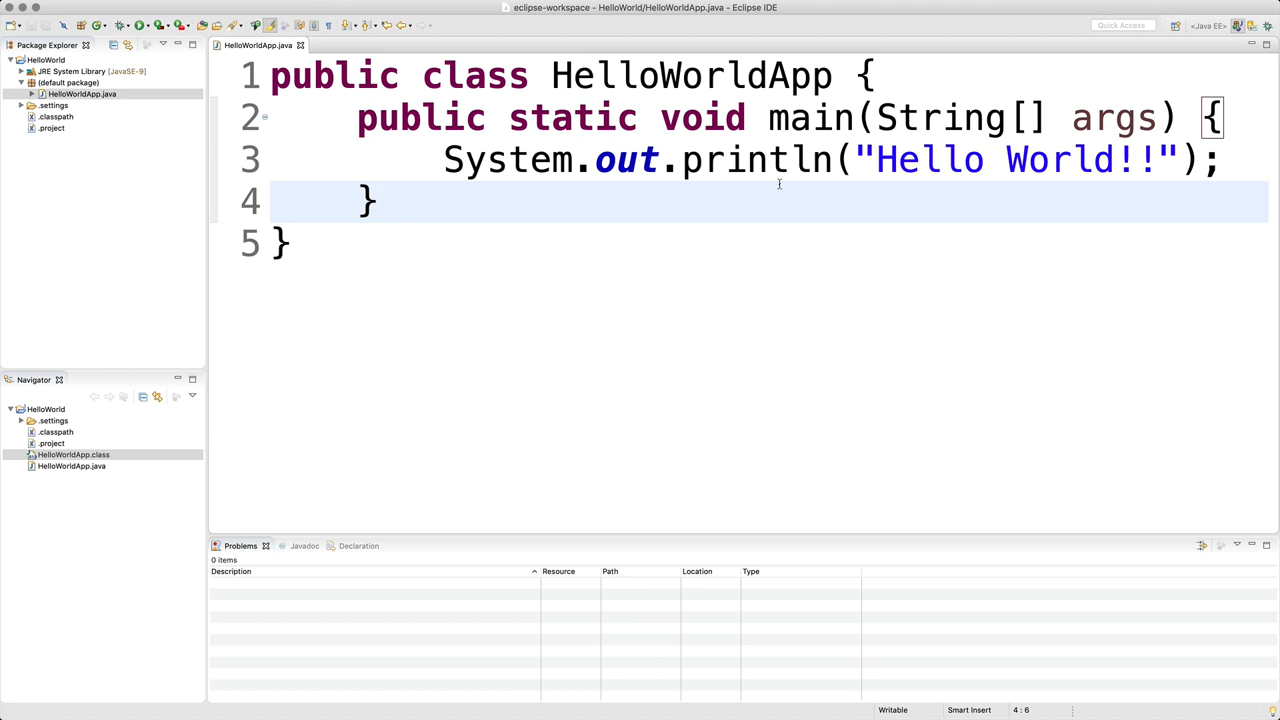 eclipse-workspace - HelloWorld/HelloWorldApp.java - Eclipse IDE
Quick Access
<Java EE>
Package Explorer
HelloWorld
JRE System Library [JavaSE-9]
(default package)
HelloWorldApp.java
.settings
.classpath
.project
HelloWorldApp.java
1 public class HelloWorldApp {
2 public static void main(String[] args) {
3 System.out.println("Hello World!!");
4 }
5 }
Navigator
HelloWorld
.settings
.classpath
.project
HelloWorldApp.class
HelloWorldApp.java
Problems Javadoc Declaration
0 items
Description Resource Path Location Type
Writable Smart Insert 4 : 6